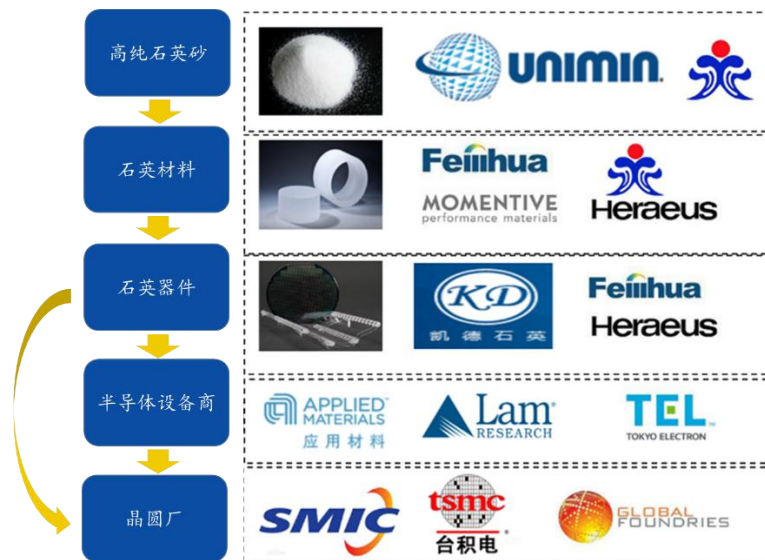 高纯石英砂
UNIMIN
石英材料
Feiiihua
MOMENTIVE
performance materials
Heraeus
石英器件
KD
凯德石英
Feiiihua
Heraeus
半导体设备商
APPLIED
MATERIALS
应用材料
Lam
RESEARCH
TEL
TOKYO ELECTRON
晶圆厂
SMIC
tsmc
台积电
GLOBAL
FOUNDRIES